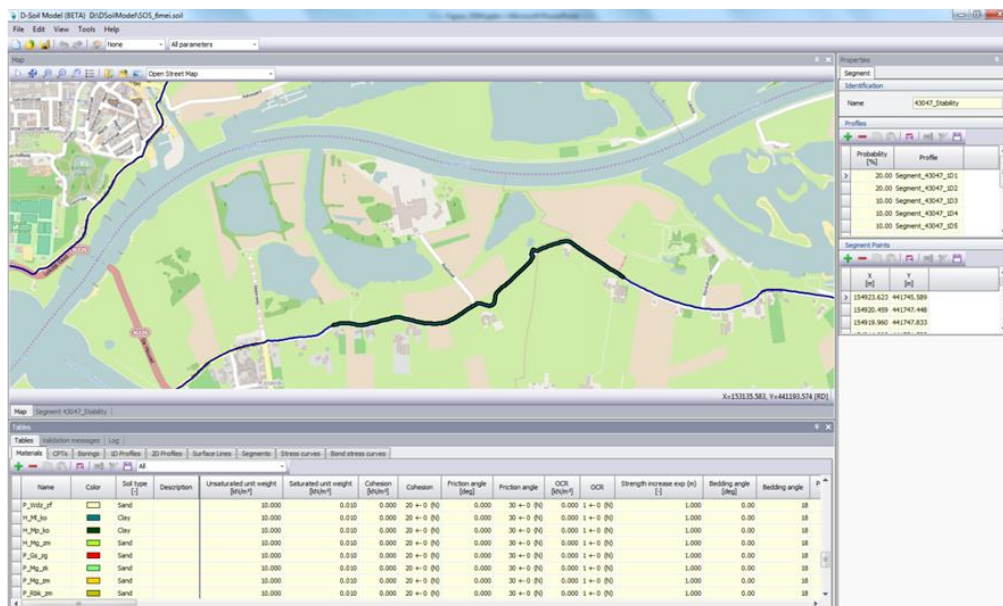 D-Soil Model (BETA) D:\DSoilModel\SOS_6mei.soil
File Edit View Tools Help
None All parameters
Map
Open Street Map
X=153135.583, Y=441193.574 [RD]
Map Segment 43047_Stability
Properties
Segment
Identification
Name 43047_Stability
Profiles
Probability [%] Profile
20.00 Segment_43047_1D1
20.00 Segment_43047_1D2
10.00 Segment_43047_1D3
10.00 Segment_43047_1D4
10.00 Segment_43047_1D5
Segment Points
X [m] Y [m]
154923.623 441745.589
154920.459 441747.448
154919.960 441747.833
Tables
Tables Validation messages Log
Materials CPTs Borings 1D Profiles 2D Profiles Surface Lines Segments Stress curves Bond stress curves
All
Name Color Soil type [-] Description Unsaturated unit weight [kN/m³] Saturated unit weight [kN/m³] Cohesion [kN/m²] Cohesion Friction angle [deg] Friction angle OCR [kN/m²] OCR Strength increase exp (m) [-] Bedding angle [deg] Bedding angle P
P_Wdz_zf Sand 10.000 0.010 0.000 20 +- 0 (N) 0.000 30 +- 0 (N) 0.000 1 +- 0 (N) 1.000 0.00 18
H_Mf_ko Clay 10.000 0.010 0.000 20 +- 0 (N) 0.000 30 +- 0 (N) 0.000 1 +- 0 (N) 1.000 0.00 18
H_Mp_ko Clay 10.000 0.010 0.000 20 +- 0 (N) 0.000 30 +- 0 (N) 0.000 1 +- 0 (N) 1.000 0.00 18
H_Mg_zm Sand 10.000 0.010 0.000 20 +- 0 (N) 0.000 30 +- 0 (N) 0.000 1 +- 0 (N) 1.000 0.00 18
P_Gs_zg Sand 10.000 0.010 0.000 20 +- 0 (N) 0.000 30 +- 0 (N) 0.000 1 +- 0 (N) 1.000 0.00 18
P_Mg_zk Sand 10.000 0.010 0.000 20 +- 0 (N) 0.000 30 +- 0 (N) 0.000 1 +- 0 (N) 1.000 0.00 18
P_Mg_zm Sand 10.000 0.010 0.000 20 +- 0 (N) 0.000 30 +- 0 (N) 0.000 1 +- 0 (N) 1.000 0.00 18
P_Rbk_zm Sand 10.000 0.010 0.000 20 +- 0 (N) 0.000 30 +- 0 (N) 0.000 1 +- 0 (N) 1.000 0.00 18